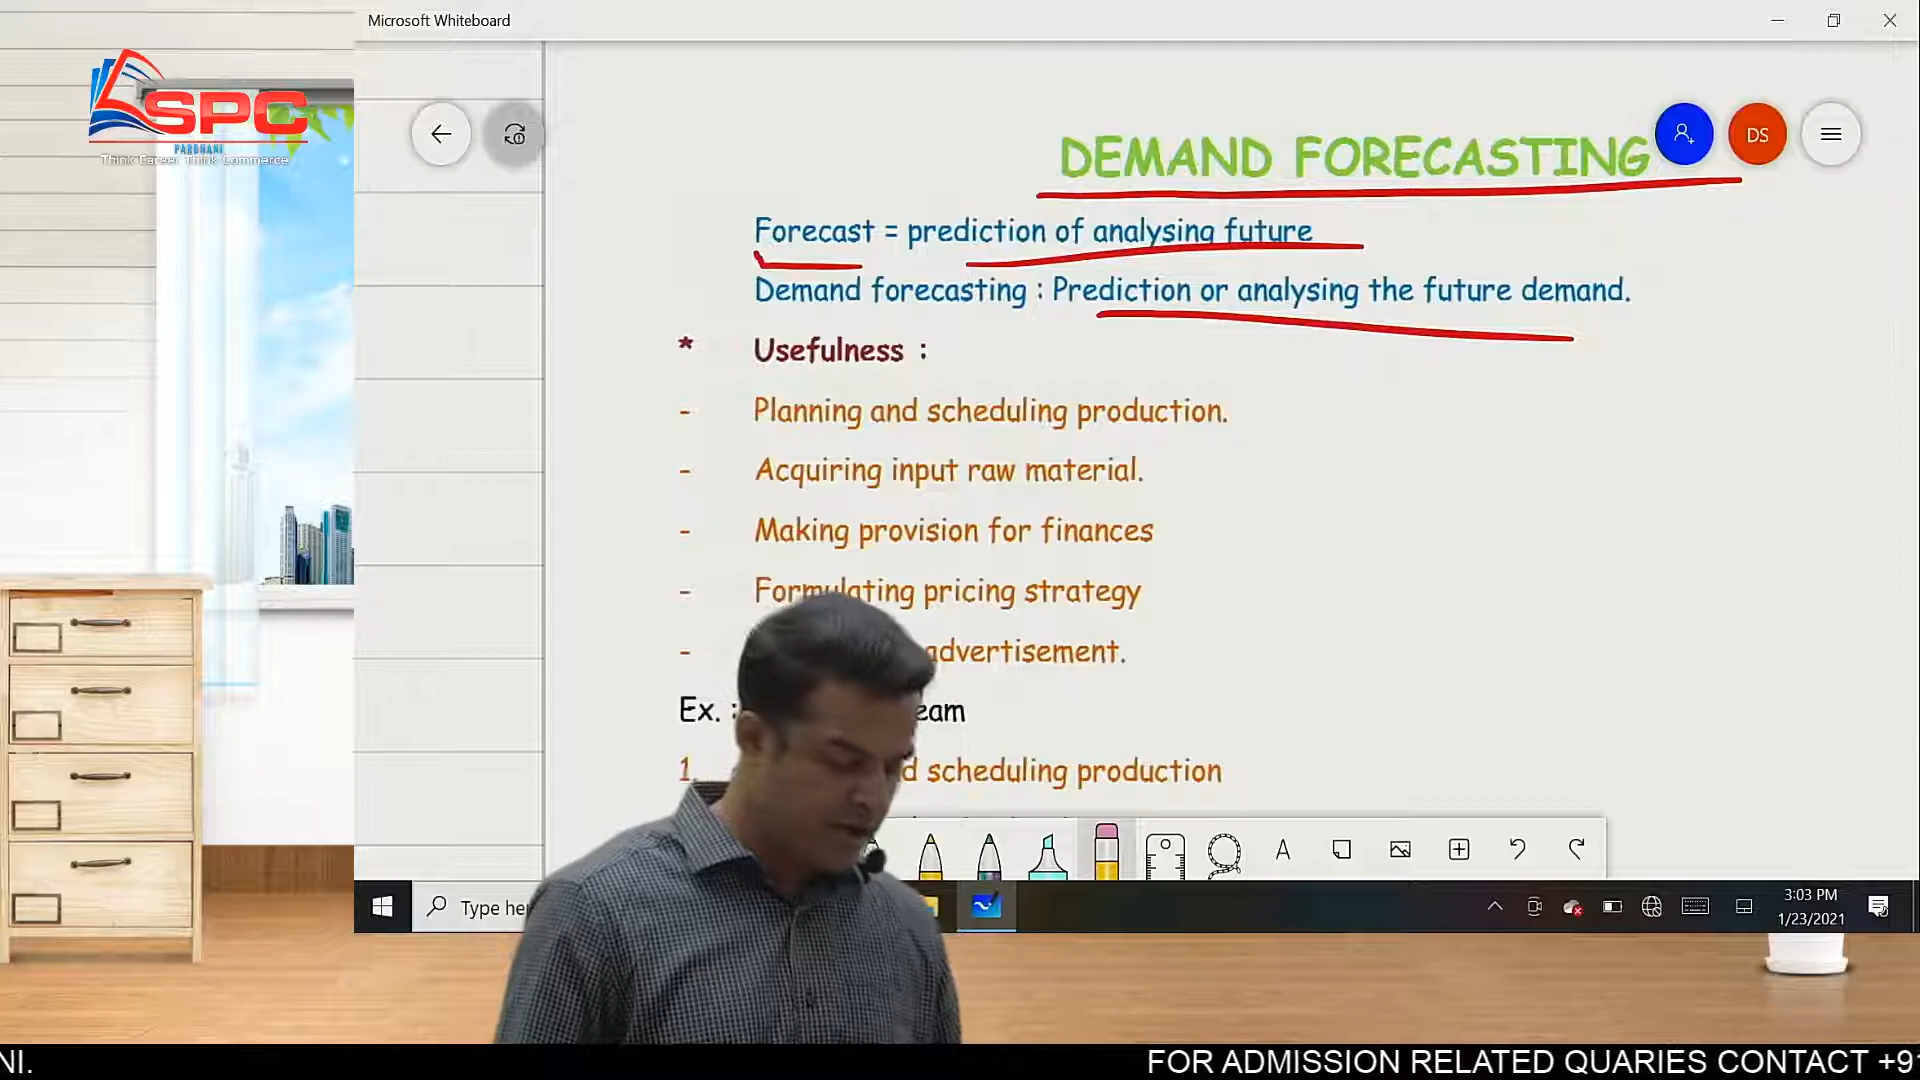 Microsoft Whiteboard
SPC
PARBHANI
Think Career Think Commerce
DS
DEMAND FORECASTING
Forecast = prediction of analysing future
Demand forecasting : Prediction or analysing the future demand.
* Usefulness :
- Planning and scheduling production.
- Acquiring input raw material.
- Making provision for finances
- Formulating pricing strategy
- advertisement.
Ex. :
1. scheduling production
A
Type her
3:03 PM
1/23/2021
NI.
FOR ADMISSION RELATED QUARIES CONTACT +91